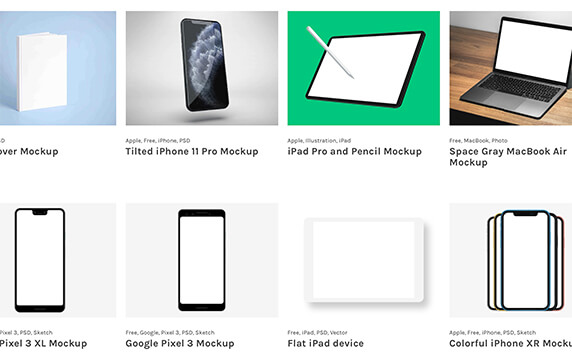 SD
over Mockup
Apple, Free, iPhone, PSD
Tilted iPhone 11 Pro Mockup
Apple, Illustration, iPad
iPad Pro and Pencil Mockup
Free, MacBook, Photo
Space Gray MacBook Air
Mockup
Pixel 3, PSD, Sketch
Pixel 3 XL Mockup
Free, Google, Pixel 3, PSD, Sketch
Google Pixel 3 Mockup
Free, iPad, PSD, Vector
Flat iPad device
Apple, Free, iPhone, PSD, Sketch
Colorful iPhone XR Mocku